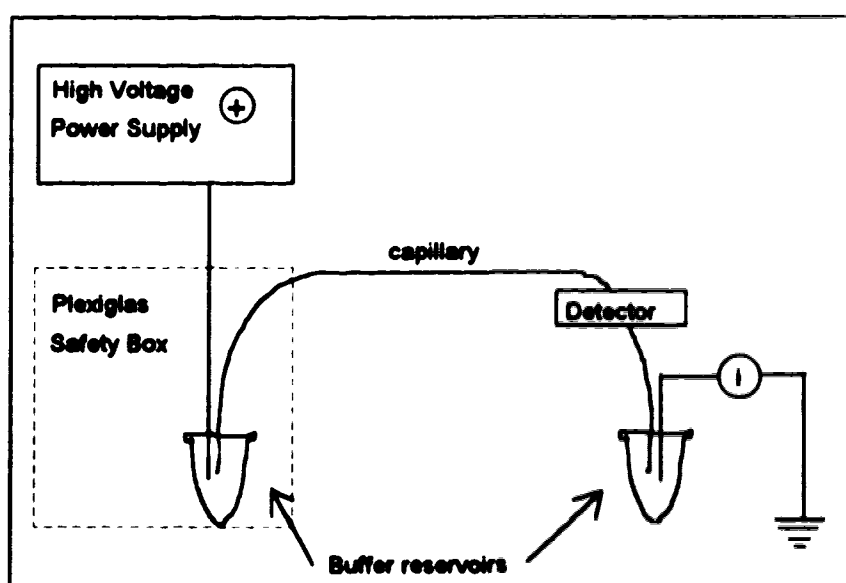 High Voltage
Power Supply
+
capillary
Plexiglas
Safety Box
Detector
I
Buffer reservoirs